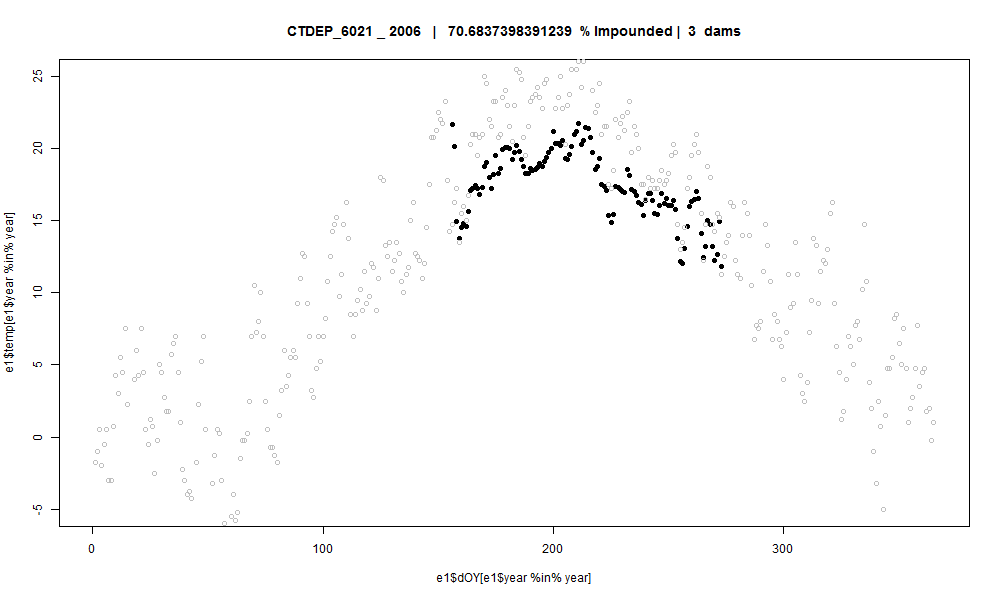 CTDEP_6021 _ 2006 | 70.6837398391239 % Impounded | 3 dams
e1$temp[e1$year %in% year]
25
20
15
10
5
0
-5
0 100 200 300
e1$dOY[e1$year %in% year]